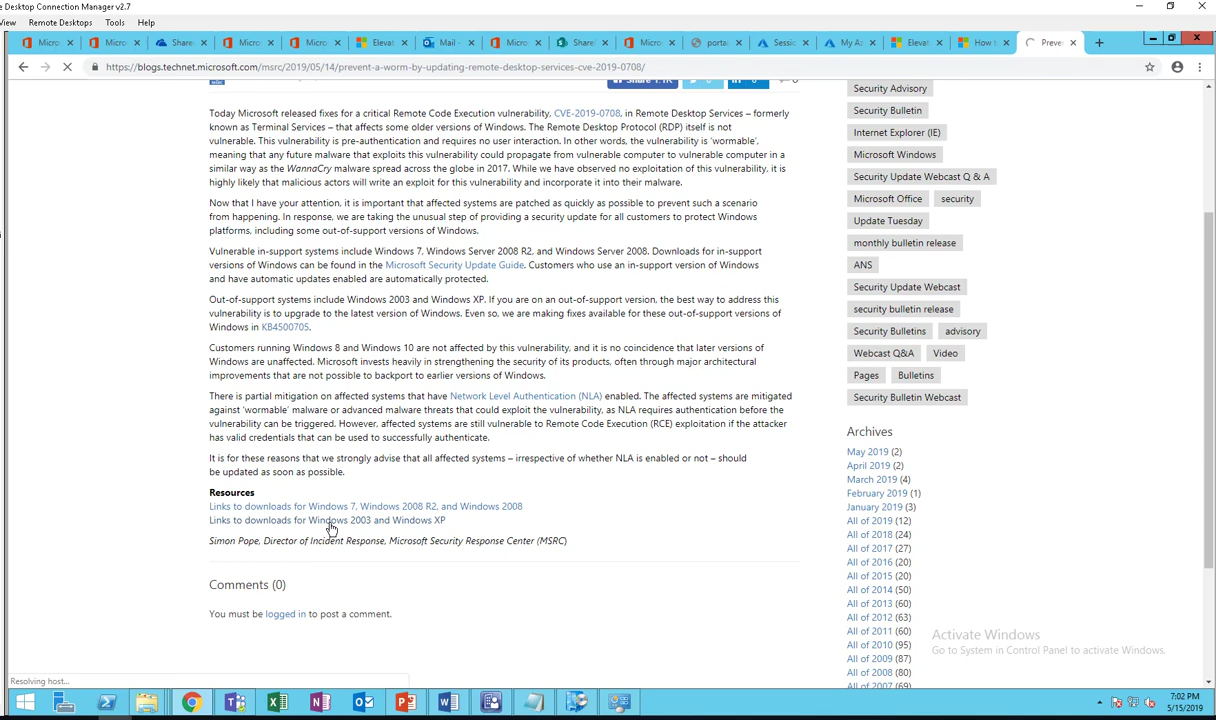 e Desktop Connection Manager v2.7
View Remote Desktops Tools Help
Micro Micro Share Micro Micro Elevat Mail - Micro Share Micro porta Sessio My Az Elevat How t Preve
https://blogs.technet.microsoft.com/msrc/2019/05/14/prevent-a-worm-by-updating-remote-desktop-services-cve-2019-0708/
Share 1.1K 0
Today Microsoft released fixes for a critical Remote Code Execution vulnerability, CVE-2019-0708, in Remote Desktop Services – formerly
known as Terminal Services – that affects some older versions of Windows. The Remote Desktop Protocol (RDP) itself is not
vulnerable. This vulnerability is pre-authentication and requires no user interaction. In other words, the vulnerability is 'wormable',
meaning that any future malware that exploits this vulnerability could propagate from vulnerable computer to vulnerable computer in a
similar way as the WannaCry malware spread across the globe in 2017. While we have observed no exploitation of this vulnerability, it is
highly likely that malicious actors will write an exploit for this vulnerability and incorporate it into their malware.
Now that I have your attention, it is important that affected systems are patched as quickly as possible to prevent such a scenario
from happening. In response, we are taking the unusual step of providing a security update for all customers to protect Windows
platforms, including some out-of-support versions of Windows.
Vulnerable in-support systems include Windows 7, Windows Server 2008 R2, and Windows Server 2008. Downloads for in-support
versions of Windows can be found in the Microsoft Security Update Guide. Customers who use an in-support version of Windows
and have automatic updates enabled are automatically protected.
Out-of-support systems include Windows 2003 and Windows XP. If you are on an out-of-support version, the best way to address this
vulnerability is to upgrade to the latest version of Windows. Even so, we are making fixes available for these out-of-support versions of
Windows in KB4500705.
Customers running Windows 8 and Windows 10 are not affected by this vulnerability, and it is no coincidence that later versions of
Windows are unaffected. Microsoft invests heavily in strengthening the security of its products, often through major architectural
improvements that are not possible to backport to earlier versions of Windows.
There is partial mitigation on affected systems that have Network Level Authentication (NLA) enabled. The affected systems are mitigated
against 'wormable' malware or advanced malware threats that could exploit the vulnerability, as NLA requires authentication before the
vulnerability can be triggered. However, affected systems are still vulnerable to Remote Code Execution (RCE) exploitation if the attacker
has valid credentials that can be used to successfully authenticate.
It is for these reasons that we strongly advise that all affected systems – irrespective of whether NLA is enabled or not – should
be updated as soon as possible.
Resources
Links to downloads for Windows 7, Windows 2008 R2, and Windows 2008
Links to downloads for Windows 2003 and Windows XP
Simon Pope, Director of Incident Response, Microsoft Security Response Center (MSRC)
Comments (0)
You must be logged in to post a comment.
Security Advisory
Security Bulletin
Internet Explorer (IE)
Microsoft Windows
Security Update Webcast Q & A
Microsoft Office security
Update Tuesday
monthly bulletin release
ANS
Security Update Webcast
security bulletin release
Security Bulletins advisory
Webcast Q&A Video
Pages Bulletins
Security Bulletin Webcast
Archives
May 2019 (2)
April 2019 (2)
March 2019 (4)
February 2019 (1)
January 2019 (3)
All of 2019 (12)
All of 2018 (24)
All of 2017 (27)
All of 2016 (20)
All of 2015 (20)
All of 2014 (50)
All of 2013 (60)
All of 2012 (63)
All of 2011 (60)
All of 2010 (95)
All of 2009 (87)
All of 2008 (80)
All of 2007 (69)
Activate Windows
Go to System in Control Panel to activate Windows.
Resolving host...
7:02 PM
5/15/2019